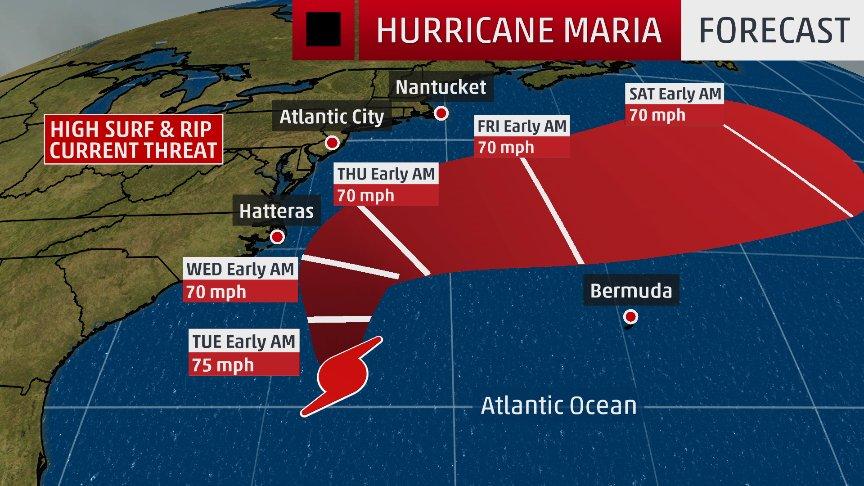 HURRICANE MARIA
FORECAST
Nantucket
SAT Early AM
70 mph
Atlantic City
HIGH SURF & RIP
CURRENT THREAT
FRI Early AM
70 mph
THU Early AM
70 mph
Hatteras
WED Early AM
70 mph
Bermuda
TUE Early AM
75 mph
Atlantic Ocean